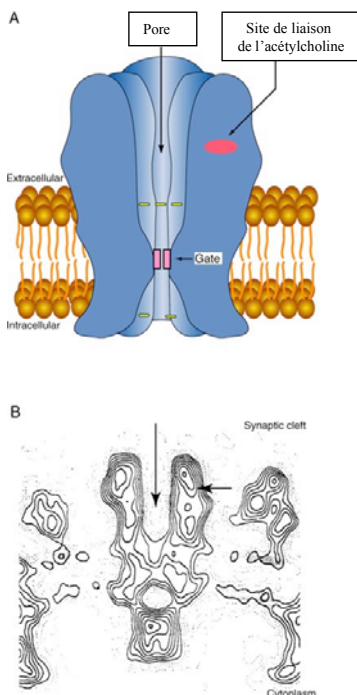 A
Pore
Site de liaison
de l'acétylcholine
Extracellular
Gate
Intracellular
B
Synaptic cleft
Cytoplasm